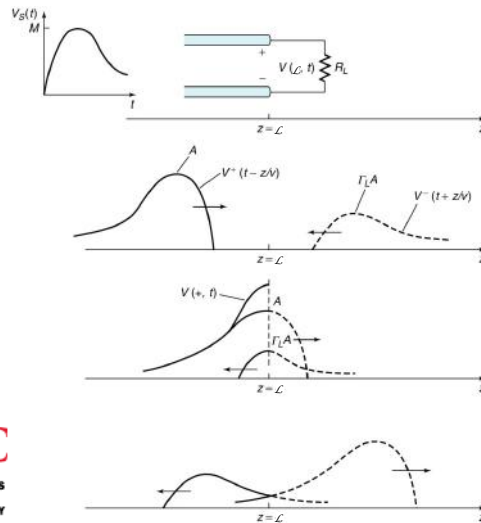 V_S(t)
M
t
+
−
V(ℒ, t)
R_L
z = ℒ
z
A
V⁺(t − z/v)
Γ_L A
V⁻(t + z/v)
z = ℒ
z
V(+, t)
A
Γ_L A
z = ℒ
z
C
S
Y
z = ℒ
z